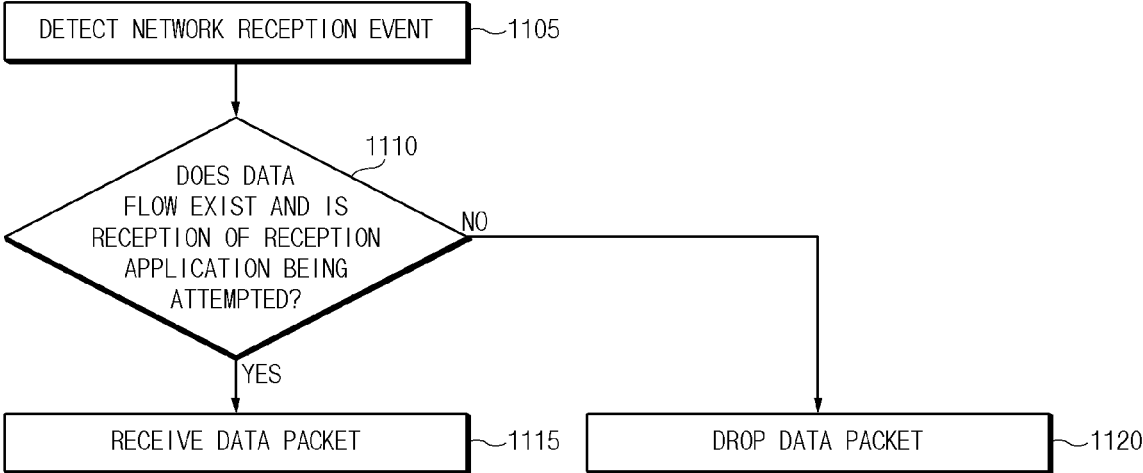 DETECT NETWORK RECEPTION EVENT 1105
1110
DOES DATA
FLOW EXIST AND IS
RECEPTION OF RECEPTION
APPLICATION BEING
ATTEMPTED?
NO
YES
RECEIVE DATA PACKET 1115
DROP DATA PACKET 1120